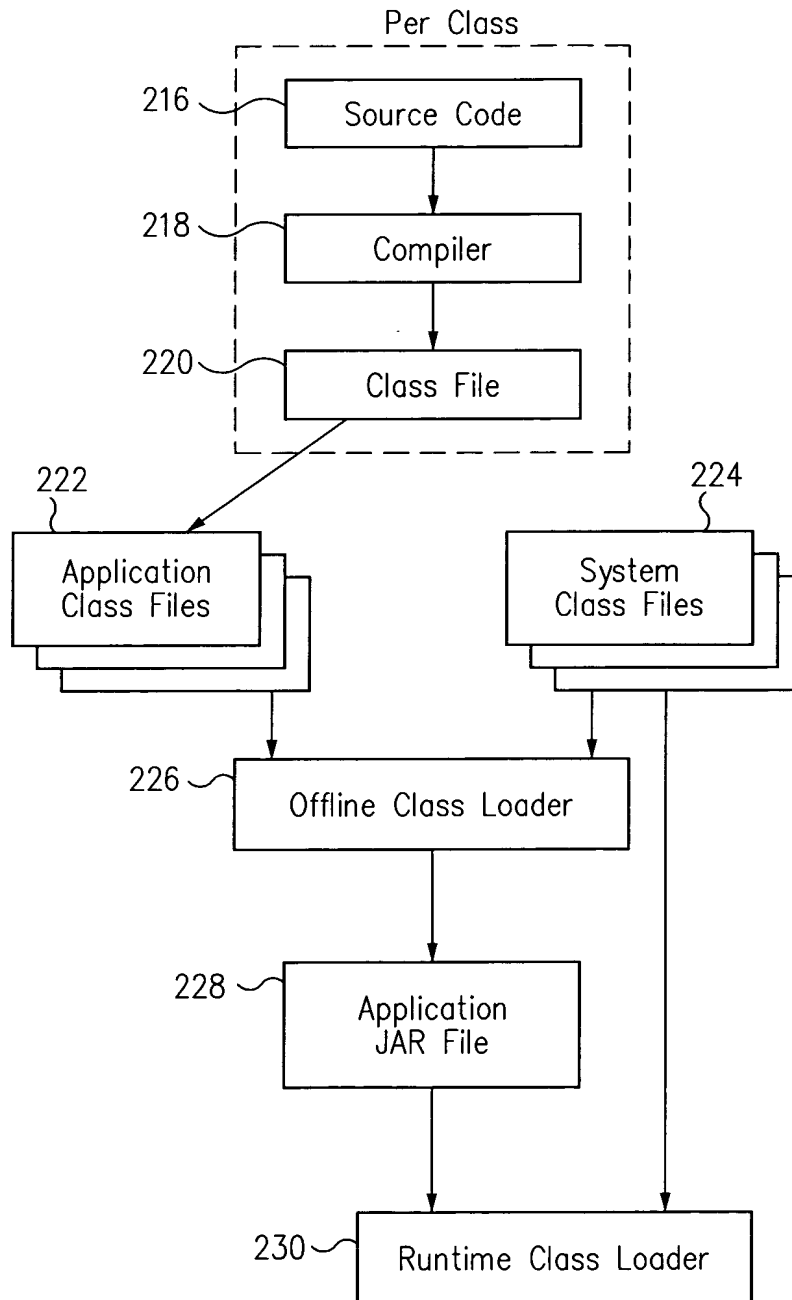 Per Class
216
Source Code
218
Compiler
220
Class File
222
Application
Class Files
224
System
Class Files
226
Offline Class Loader
228
Application
JAR File
230
Runtime Class Loader